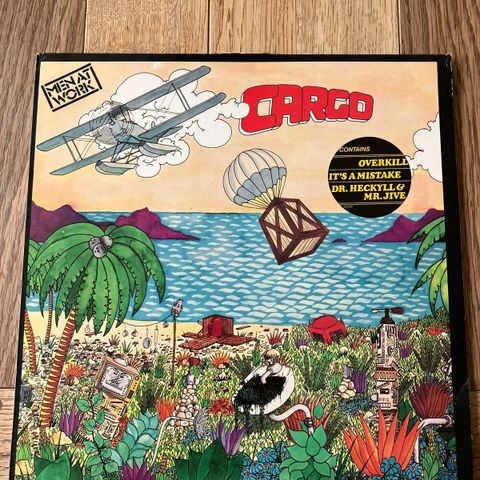 MEN AT
WORK
CARGO
CONTAINS
OVERKILL
IT'S A MISTAKE
DR. HECKYLL &
MR. JIVE